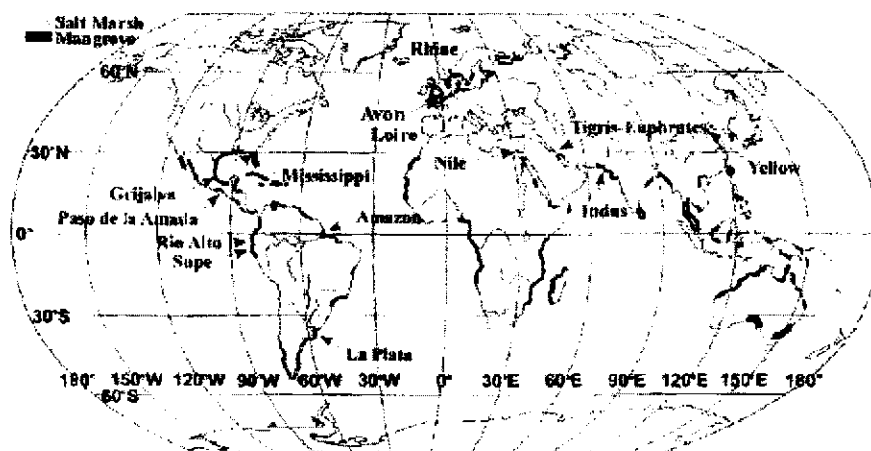 Salt Marsh
Mangrove
Rhine
60°N
Avon
Loire
Tigris-Euphrates
30°N
Nile
Mississippi
Yellow
Grijalva
Paso de la Amada
Amazon
Indus
0°
Rio Alto
Supe
30°S
La Plata
180° 150°W 120°W 90°W 60°W 30°W 0° 30°E 60°E 90°E 120°E 150°E 180°
60°S